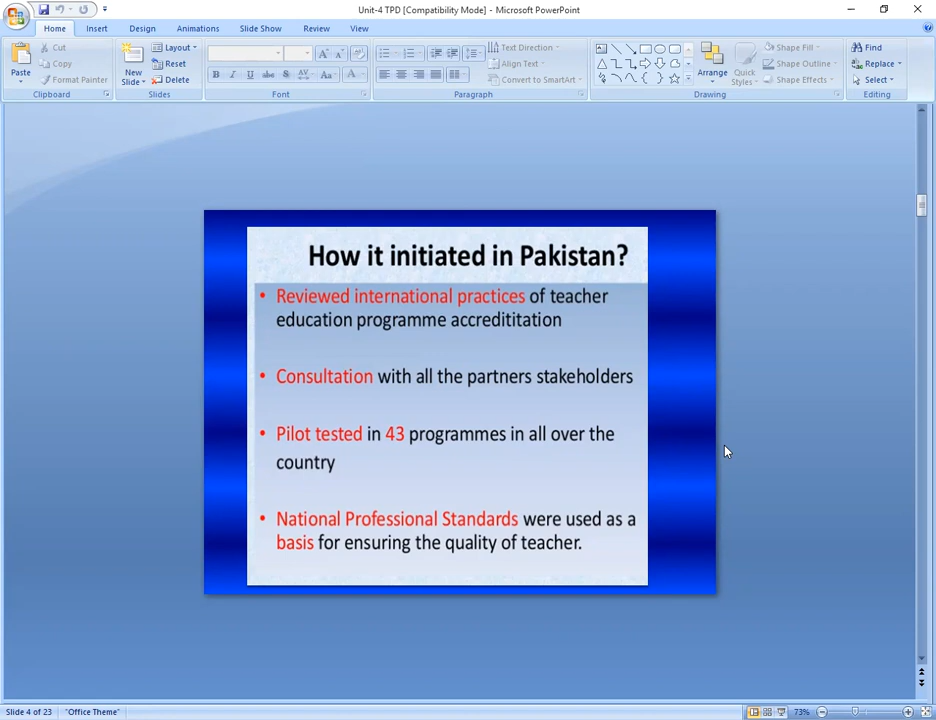 Unit-4 TPD [Compatibility Mode] - Microsoft PowerPoint
Home Insert Design Animations Slide Show Review View
Paste
Cut
Copy
Format Painter
Clipboard
New Slide
Layout
Reset
Delete
Slides
B I U abc S AV Aa A
Font
Text Direction
Align Text
Convert to SmartArt
Paragraph
Arrange
Quick Styles
Shape Fill
Shape Outline
Shape Effects
Drawing
Find
Replace
Select
Editing
How it initiated in Pakistan?
• Reviewed international practices of teacher
education programme accredititation
• Consultation with all the partners stakeholders
• Pilot tested in 43 programmes in all over the
country
• National Professional Standards were used as a
basis for ensuring the quality of teacher.
Slide 4 of 23 "Office Theme" 73%